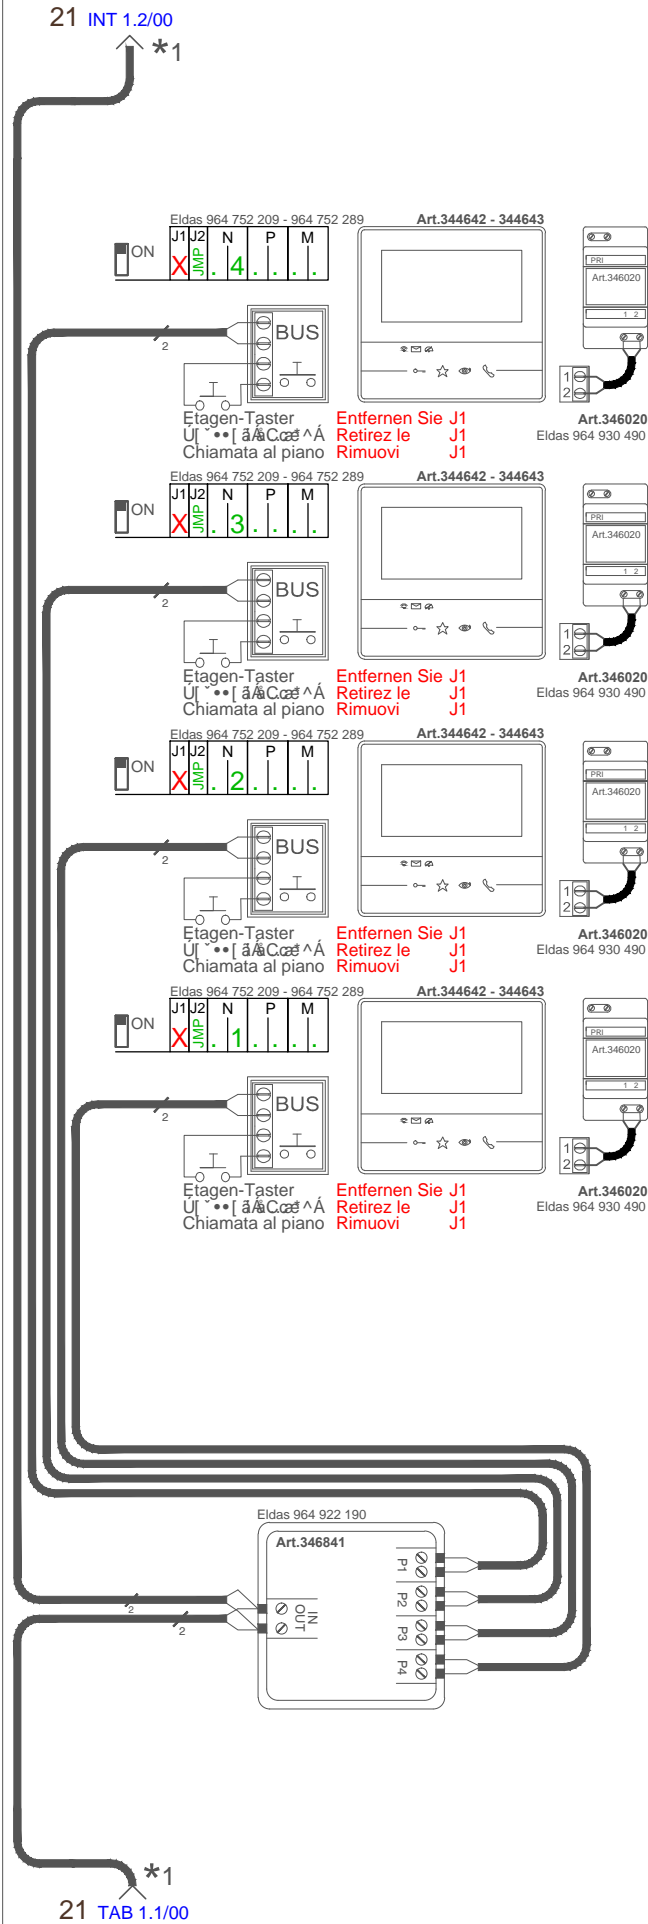 21 INT 1.2/00
*1
Eldas 964 752 209 - 964 752 289 Art.344642 - 344643
ON J1 J2 N P M
X JMP . 4 . . . .
PRI
Art.346020
1 2
BUS
2
1
2
Etagen-Taster Entfernen Sie J1 Art.346020
Retirez le J1 Eldas 964 930 490
Chiamata al piano Rimuovi J1
Eldas 964 752 209 - 964 752 289 Art.344642 - 344643
ON J1 J2 N P M
X JMP . 3 . . . .
PRI
Art.346020
1 2
BUS
2
1
2
Etagen-Taster Entfernen Sie J1 Art.346020
Retirez le J1 Eldas 964 930 490
Chiamata al piano Rimuovi J1
Eldas 964 752 209 - 964 752 289 Art.344642 - 344643
ON J1 J2 N P M
X JMP . 2 . . . .
PRI
Art.346020
1 2
BUS
2
1
2
Etagen-Taster Entfernen Sie J1 Art.346020
Retirez le J1 Eldas 964 930 490
Chiamata al piano Rimuovi J1
Eldas 964 752 209 - 964 752 289 Art.344642 - 344643
ON J1 J2 N P M
X JMP . 1 . . . .
PRI
Art.346020
1 2
BUS
2
1
2
Etagen-Taster Entfernen Sie J1 Art.346020
Retirez le J1 Eldas 964 930 490
Chiamata al piano Rimuovi J1
Eldas 964 922 190
Art.346841
P1
P2
P3
P4
IN
OUT
2
2
*1
21 TAB 1.1/00